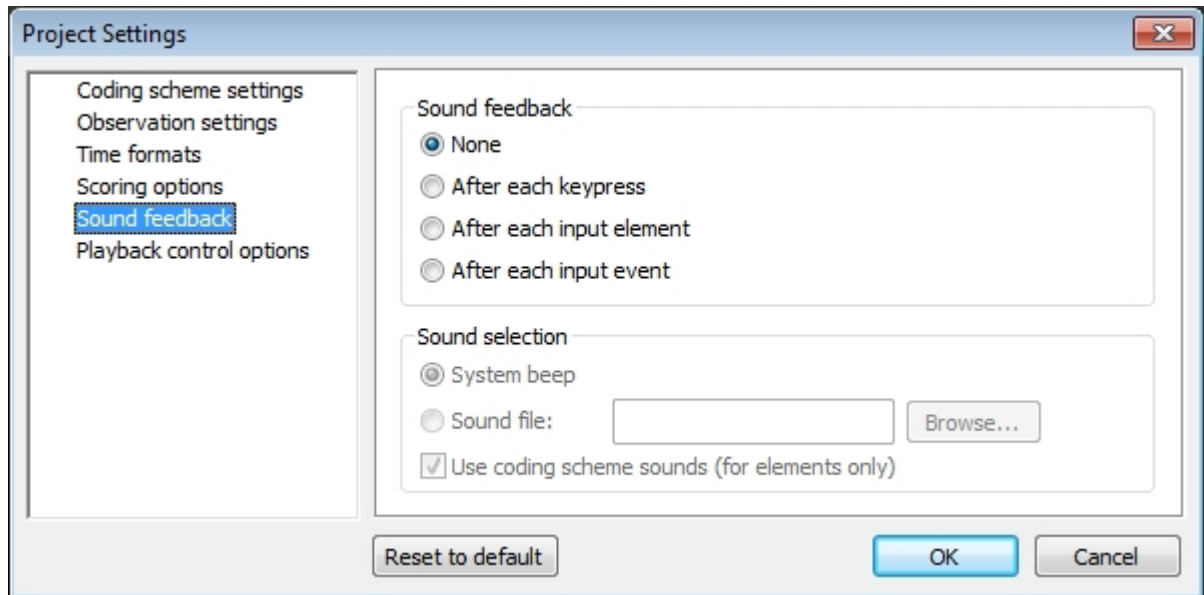 Project Settings
Coding scheme settings
Observation settings
Time formats
Scoring options
Sound feedback
Playback control options
Sound feedback
None
After each keypress
After each input element
After each input event
Sound selection
System beep
Sound file:
Browse...
Use coding scheme sounds (for elements only)
Reset to default
OK
Cancel